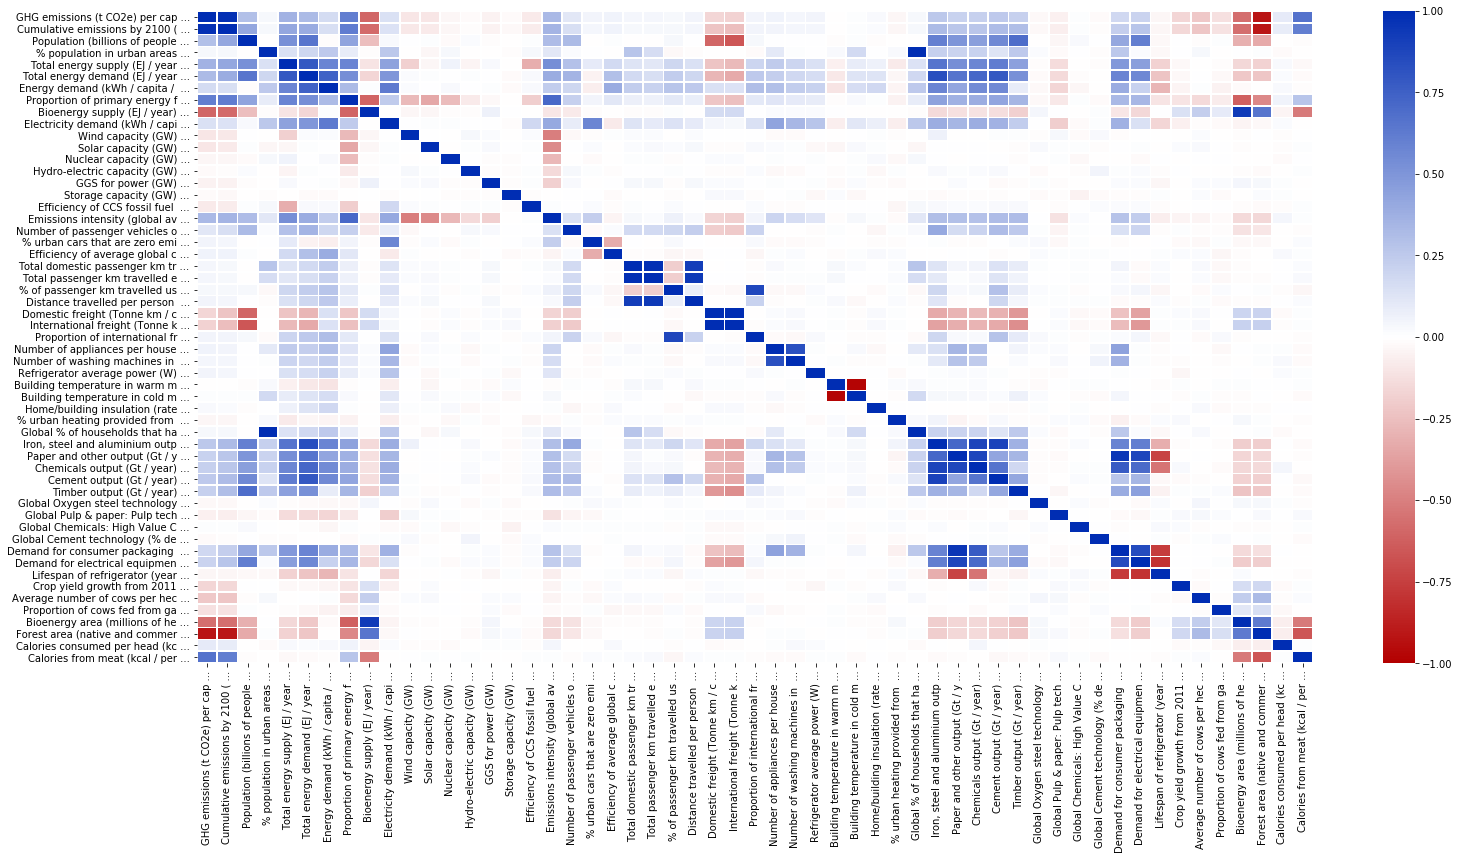 GHG emissions (t CO2e) per cap ...
Cumulative emissions by 2100 ( ...
Population (billions of people ...
% population in urban areas ...
Total energy supply (EJ / year ...
Total energy demand (EJ / year ...
Energy demand (kWh / capita / ...
Proportion of primary energy f ...
Bioenergy supply (EJ / year) ...
Electricity demand (kWh / capi ...
Wind capacity (GW) ...
Solar capacity (GW) ...
Nuclear capacity (GW) ...
Hydro-electric capacity (GW) ...
GGS for power (GW) ...
Storage capacity (GW) ...
Efficiency of CCS fossil fuel ...
Emissions intensity (global av ...
Number of passenger vehicles o ...
% urban cars that are zero emi ...
Efficiency of average global c ...
Total domestic passenger km tr ...
Total passenger km travelled e ...
% of passenger km travelled us ...
Distance travelled per person ...
Domestic freight (Tonne km / c ...
International freight (Tonne k ...
Proportion of international fr ...
Number of appliances per house ...
Number of washing machines in ...
Refrigerator average power (W) ...
Building temperature in warm m ...
Building temperature in cold m ...
Home/building insulation (rate ...
% urban heating provided from ...
Global % of households that ha ...
Iron, steel and aluminium outp ...
Paper and other output (Gt / y ...
Chemicals output (Gt / year) ...
Cement output (Gt / year) ...
Timber output (Gt / year) ...
Global Oxygen steel technology ...
Global Pulp & paper: Pulp tech ...
Global Chemicals: High Value C ...
Global Cement technology (% de ...
Demand for consumer packaging ...
Demand for electrical equipmen ...
Lifespan of refrigerator (year ...
Crop yield growth from 2011 ...
Average number of cows per hec ...
Proportion of cows fed from ga ...
Bioenergy area (millions of he ...
Forest area (native and commer ...
Calories consumed per head (kc ...
Calories from meat (kcal / per ...
GHG emissions (t CO2e) per cap ...
Cumulative emissions by 2100 ( ...
Population (billions of people ...
% population in urban areas ...
Total energy supply (EJ / year ...
Total energy demand (EJ / year ...
Energy demand (kWh / capita / ...
Proportion of primary energy f ...
Bioenergy supply (EJ / year) ...
Electricity demand (kWh / capi ...
Wind capacity (GW) ...
Solar capacity (GW) ...
Nuclear capacity (GW) ...
Hydro-electric capacity (GW) ...
GGS for power (GW) ...
Storage capacity (GW) ...
Efficiency of CCS fossil fuel ...
Emissions intensity (global av ...
Number of passenger vehicles o ...
% urban cars that are zero emi ...
Efficiency of average global c ...
Total domestic passenger km tr ...
Total passenger km travelled e ...
% of passenger km travelled us ...
Distance travelled per person ...
Domestic freight (Tonne km / c ...
International freight (Tonne k ...
Proportion of international fr ...
Number of appliances per house ...
Number of washing machines in ...
Refrigerator average power (W) ...
Building temperature in warm m ...
Building temperature in cold m ...
Home/building insulation (rate ...
% urban heating provided from ...
Global % of households that ha ...
Iron, steel and aluminium outp ...
Paper and other output (Gt / y ...
Chemicals output (Gt / year) ...
Cement output (Gt / year) ...
Timber output (Gt / year) ...
Global Oxygen steel technology ...
Global Pulp & paper: Pulp tech ...
Global Chemicals: High Value C ...
Global Cement technology (% de ...
Demand for consumer packaging ...
Demand for electrical equipmen ...
Lifespan of refrigerator (year ...
Crop yield growth from 2011 ...
Average number of cows per hec ...
Proportion of cows fed from ga ...
Bioenergy area (millions of he ...
Forest area (native and commer ...
Calories consumed per head (kc ...
Calories from meat (kcal / per ...
1.00
0.75
0.50
0.25
0.00
−0.25
−0.50
−0.75
−1.00